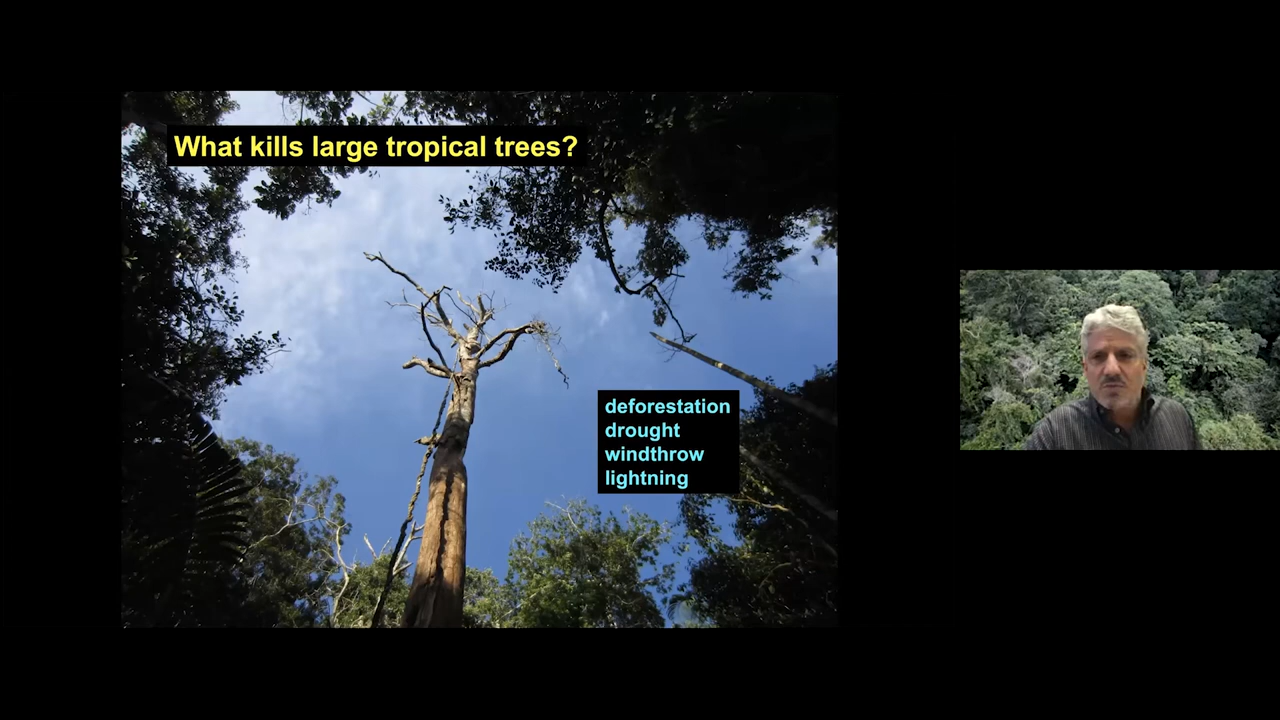 What kills large tropical trees?
deforestation
drought
windthrow
lightning